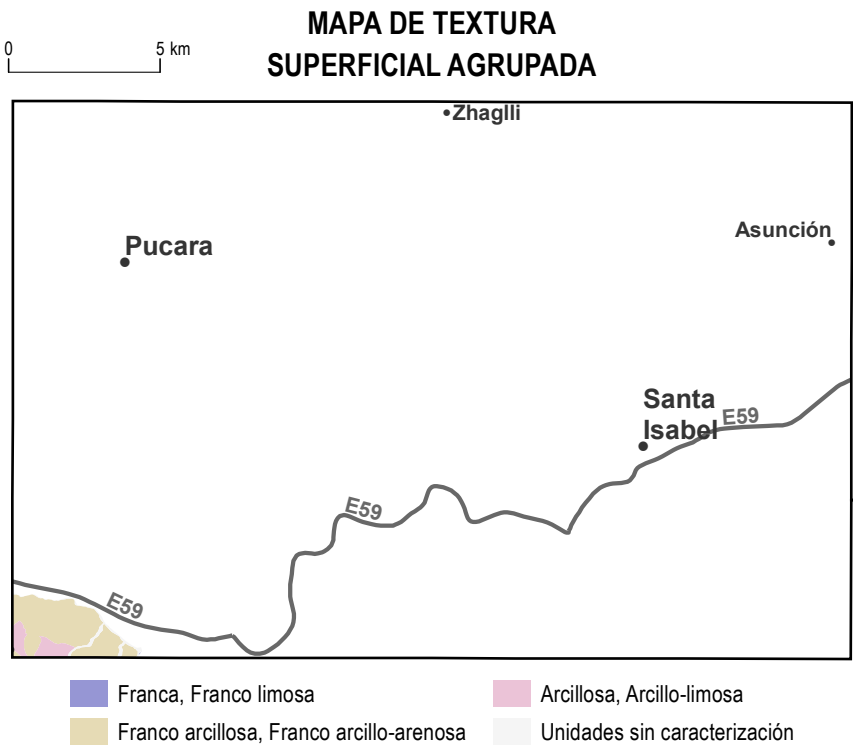 MAPA DE TEXTURA
SUPERFICIAL AGRUPADA
0
5 km
Zhaglli
Asunción
Pucara
Santa
Isabel
E59
E59
E59
Franca, Franco limosa
Arcillosa, Arcillo-limosa
Franco arcillosa, Franco arcillo-arenosa
Unidades sin caracterización